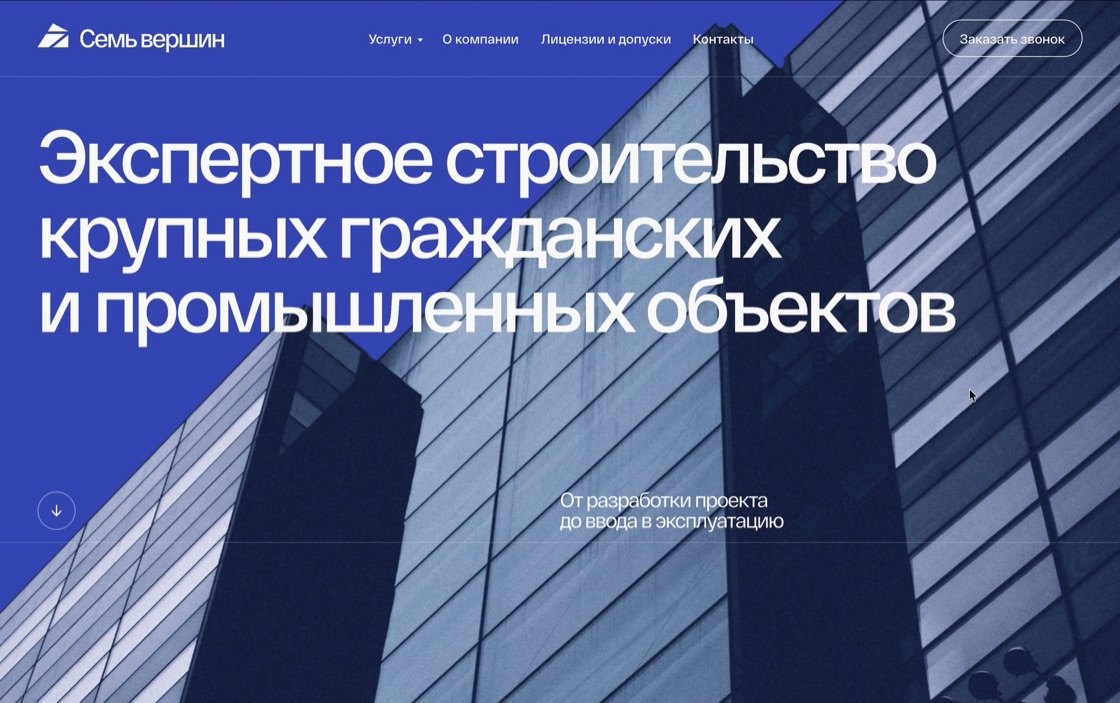 Семь вершин
Услуги
О компании
Лицензии и допуски
Контакты
Заказать звонок
Экспертное строительство
крупных гражданских
и промышленных объектов
От разработки проекта
до ввода в эксплуатацию